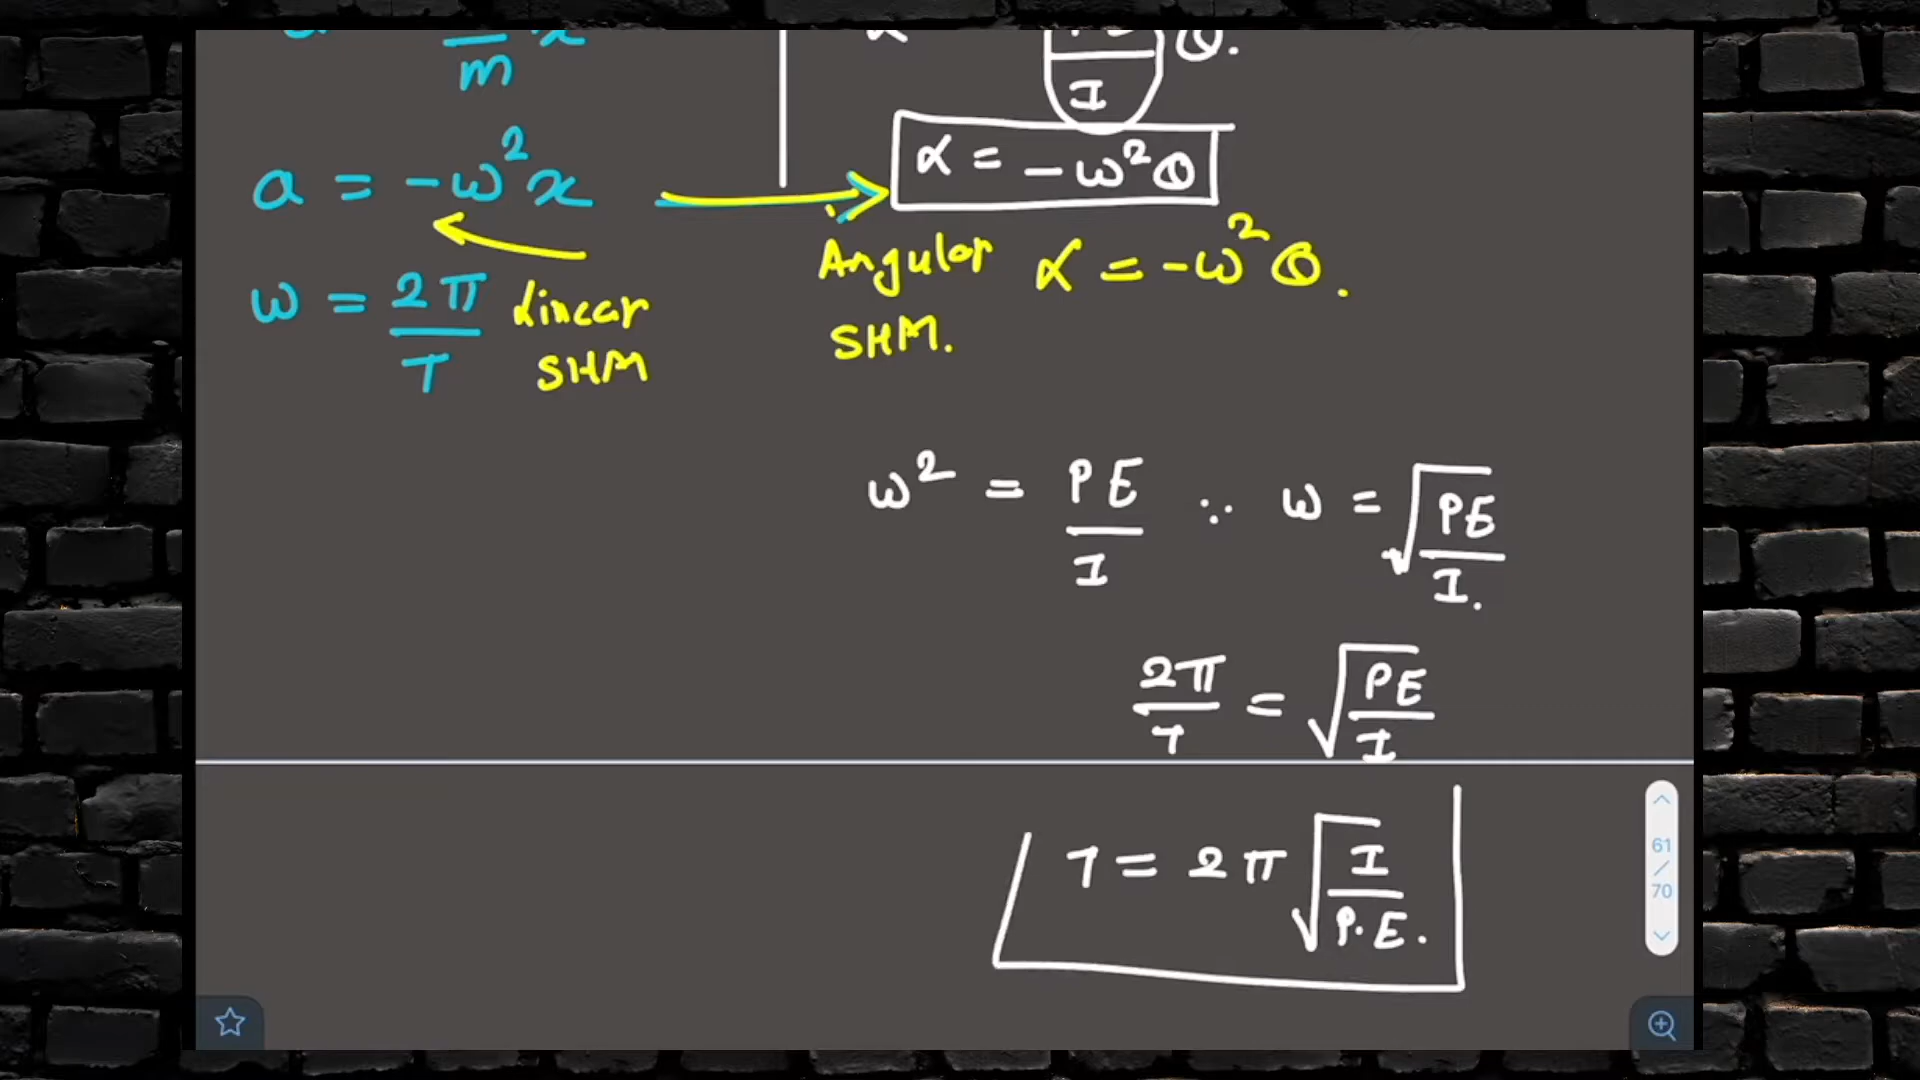 m
I
a = -ω²x
α = -ω²θ
ω = 2π/T
Linear SHM
Angular SHM.
α = -ω²θ.
ω² = PE/I ∵ ω = √PE/I.
2π/T = √PE/I
T = 2π √I/P.E.
61
/
70